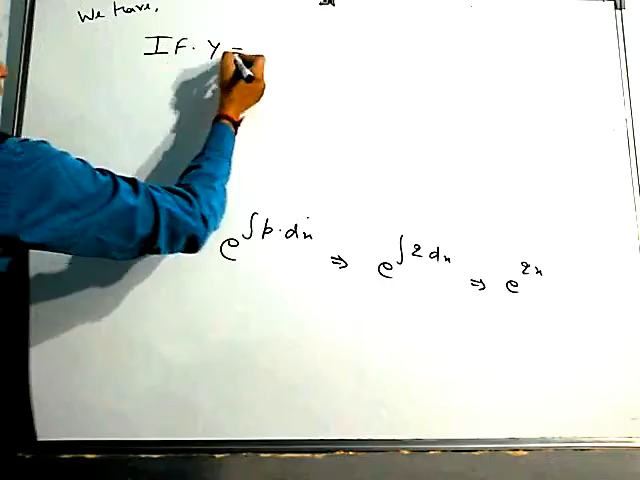 We have,
I F. y =
e^∫p.dx ⇒ e^∫2dx ⇒ e^2x